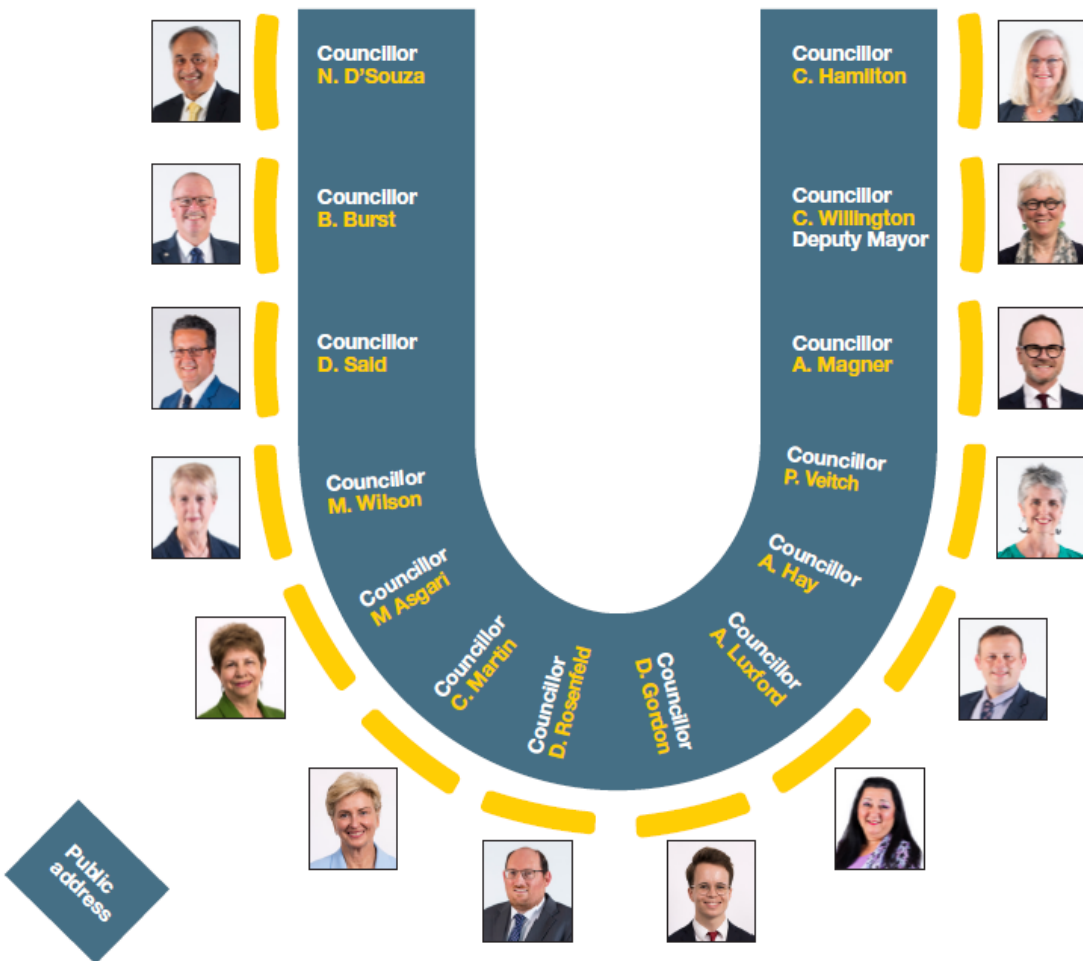 Councillor
N. D'Souza
Councillor
C. Hamilton
Councillor
B. Burst
Councillor
C. Willington
Deputy Mayor
Councillor
D. Said
Councillor
A. Magner
Councillor
M. Wilson
Councillor
P. Veitch
Councillor
M Asgari
Councillor
A. Hay
Councillor
C. Martin
Councillor
A. Luxford
Councillor
D. Rosenfeld
Councillor
D. Gordon
Public
address